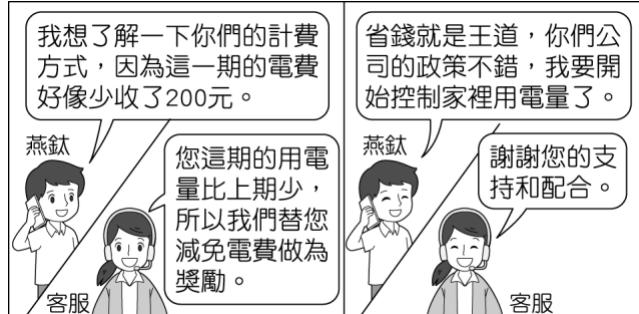 我想了解一下你們的計費
方式，因為這一期的電費
好像少收了200元。
燕鈦
您這期的用電
量比上期少，
所以我們替您
減免電費做為
獎勵。
客服
省錢就是王道，你們公
司的政策不錯，我要開
始控制家裡用電量了。
燕鈦
謝謝您的支
持和配合。
客服